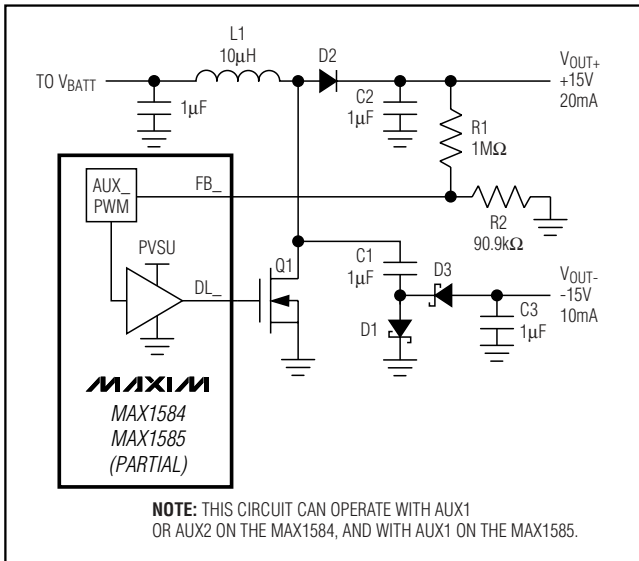 L1
10µH
D2
TO VBATT
1µF
C2
1µF
VOUT+
+15V
20mA
R1
1MΩ
AUX_
PWM
FB_
R2
90.9kΩ
PVSU
DL_
Q1
C1
1µF
D3
D1
VOUT-
-15V
10mA
C3
1µF
MAXIM
MAX1584
MAX1585
(PARTIAL)
NOTE: THIS CIRCUIT CAN OPERATE WITH AUX1
OR AUX2 ON THE MAX1584, AND WITH AUX1 ON THE MAX1585.